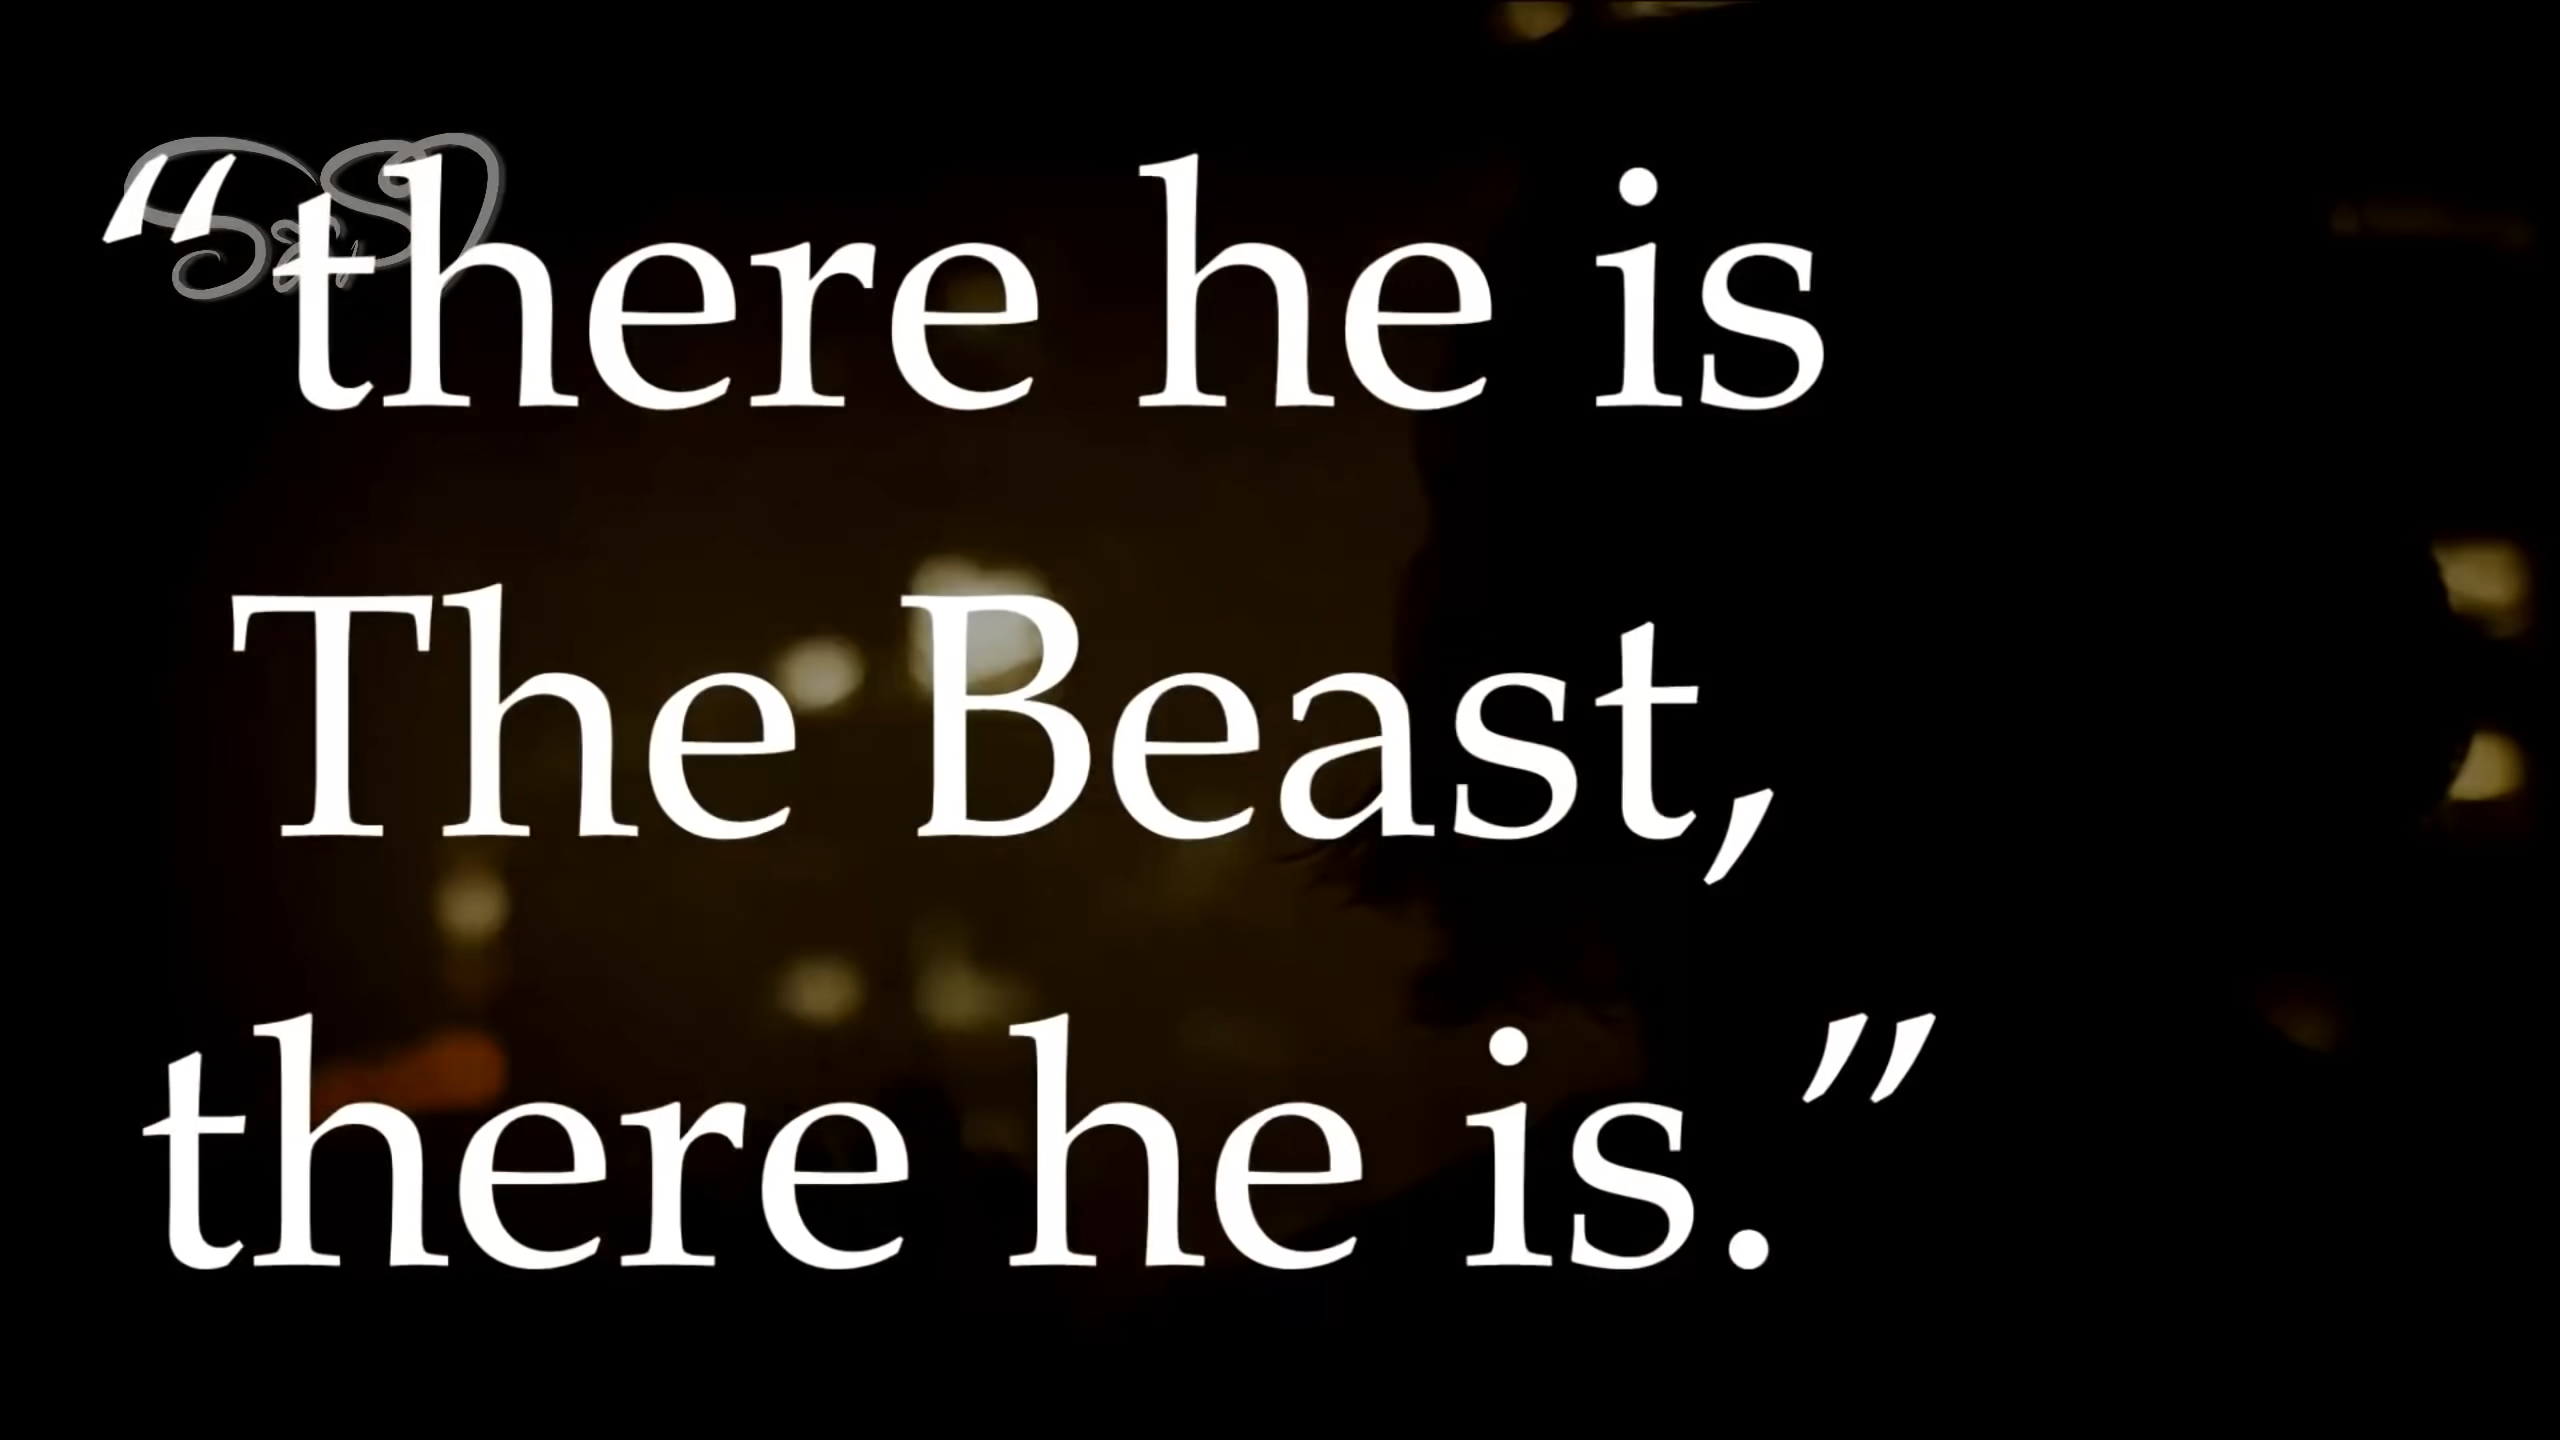 “there he is
The Beast,
there he is.”